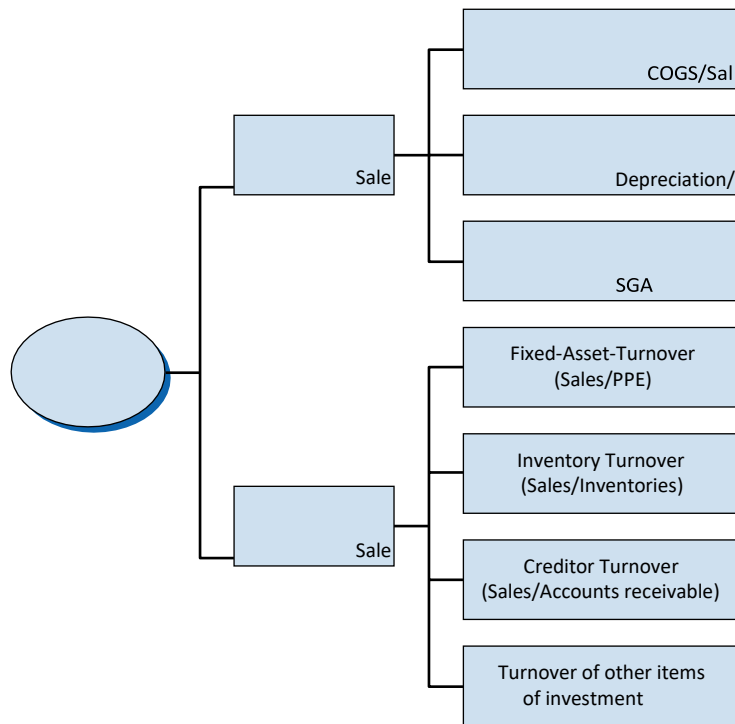 COGS/Sal
Sale
Depreciation/
SGA
Fixed-Asset-Turnover
(Sales/PPE)
Inventory Turnover
(Sales/Inventories)
Sale
Creditor Turnover
(Sales/Accounts receivable)
Turnover of other items
of investment